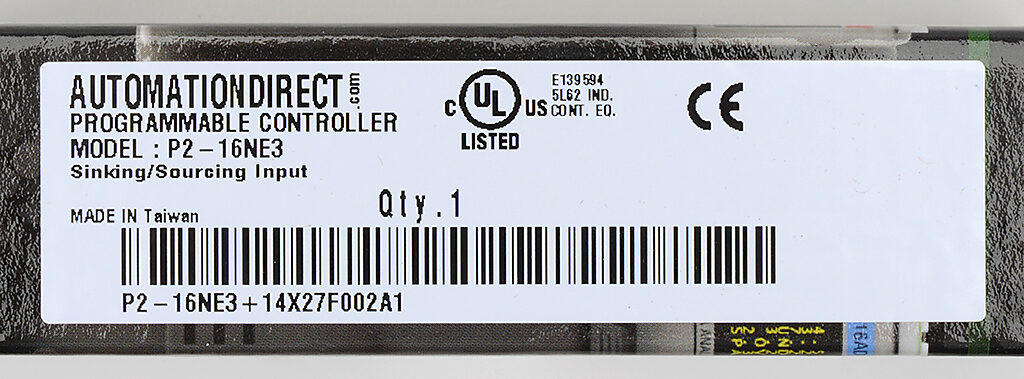 AUTOMATIONDIRECT.com
PROGRAMMABLE CONTROLLER
MODEL : P2-16NE3
Sinking/Sourcing Input
C UL US
LISTED
E139594
5L62 IND.
CONT. EQ.
CE
Qty.1
MADE IN Taiwan
P2-16NE3+14X27F002A1